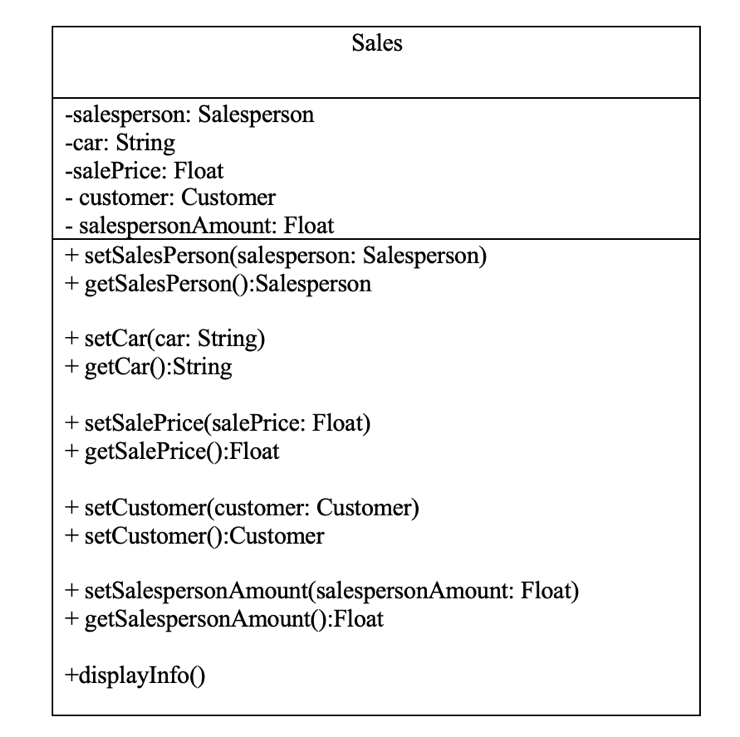 Sales
-salesperson: Salesperson
-car: String
-salePrice: Float
- customer: Customer
- salespersonAmount: Float
+ setSalesPerson(salesperson: Salesperson)
+ getSalesPerson():Salesperson
+ setCar(car: String)
+ getCar():String
+ setSalePrice(salePrice: Float)
+ getSalePrice():Float
+ setCustomer(customer: Customer)
+ setCustomer():Customer
+ setSalespersonAmount(salespersonAmount: Float)
+ getSalespersonAmount():Float
+displayInfo()